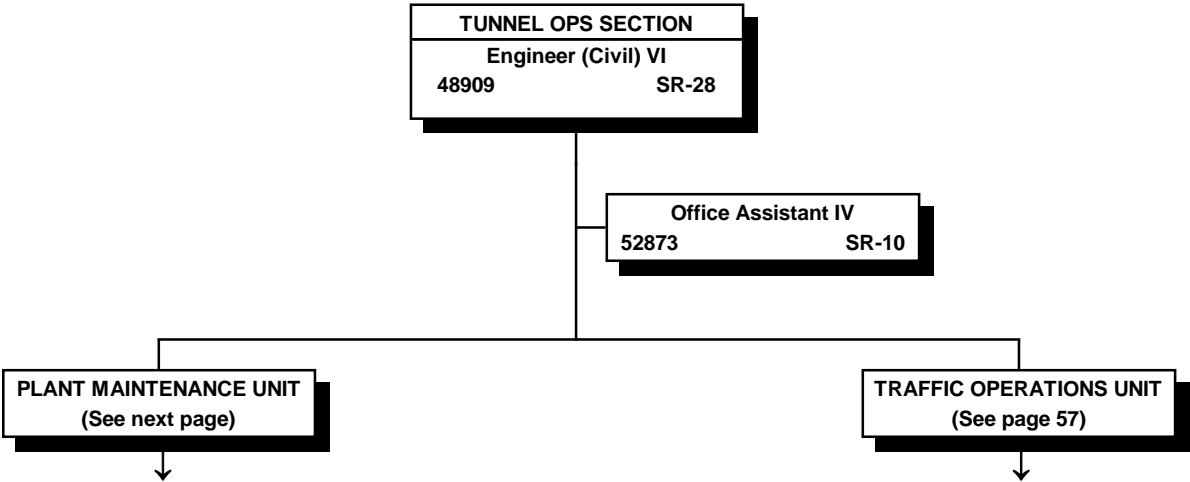 TUNNEL OPS SECTION
Engineer (Civil) VI
48909 SR-28
Office Assistant IV
52873 SR-10
PLANT MAINTENANCE UNIT
(See next page)
TRAFFIC OPERATIONS UNIT
(See page 57)